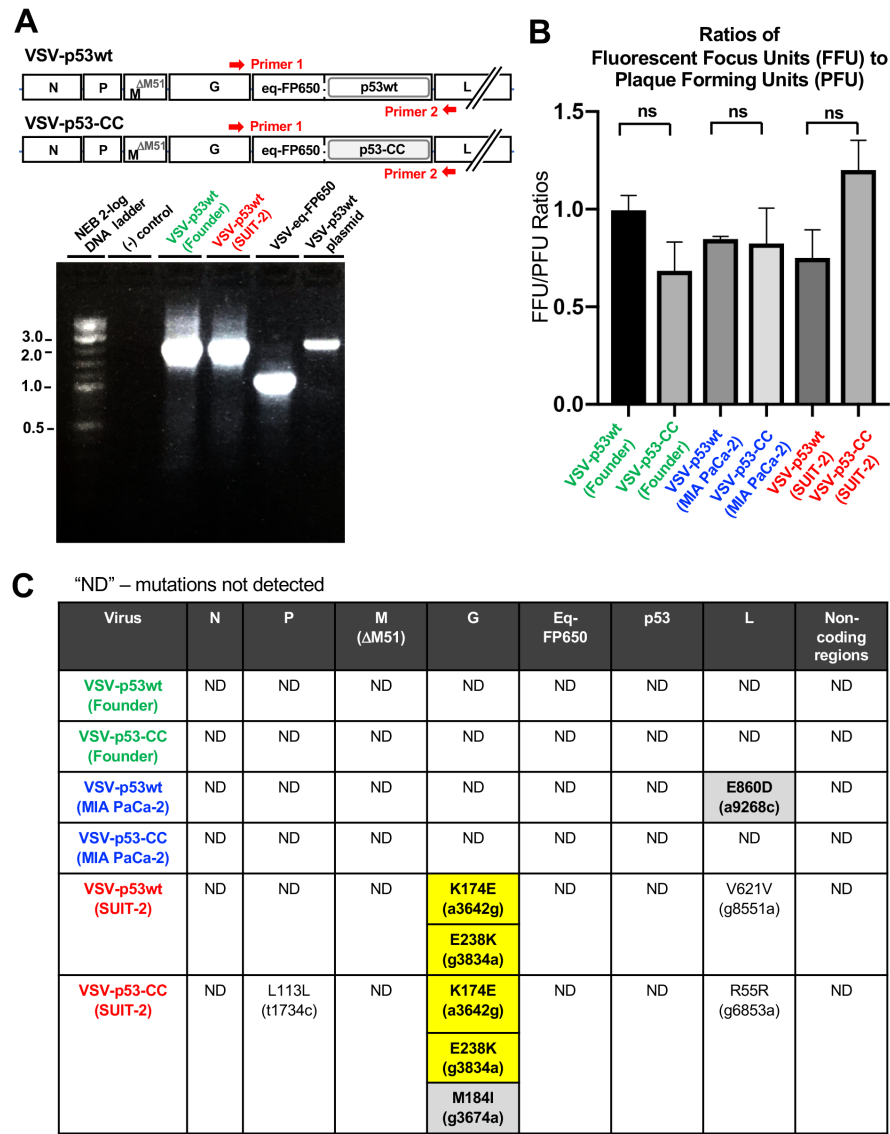 A
VSV-p53wt
Primer 1
N P M ΔM51 G eq-FP650 p53wt L
Primer 2
VSV-p53-CC
Primer 1
N P M ΔM51 G eq-FP650 p53-CC L
Primer 2
NEB 2-log
DNA ladder
(-) control
VSV-p53wt
(Founder)
VSV-p53wt
(SUIT-2)
VSV-eq-FP650
VSV-p53wt
plasmid
3.0
2.0
1.0
0.5
B
Ratios of
Fluorescent Focus Units (FFU) to
Plaque Forming Units (PFU)
FFU/PFU Ratios
1.5
1.0
0.5
0.0
ns ns ns
VSV-p53wt
(Founder)
VSV-p53-CC
(Founder)
VSV-p53wt
(MIA PaCa-2)
VSV-p53-CC
(MIA PaCa-2)
VSV-p53wt
(SUIT-2)
VSV-p53-CC
(SUIT-2)
C
“ND” – mutations not detected
Virus N P M (ΔM51) G Eq-FP650 p53 L Non-coding regions
VSV-p53wt (Founder) ND ND ND ND ND ND ND ND
VSV-p53-CC (Founder) ND ND ND ND ND ND ND ND
VSV-p53wt (MIA PaCa-2) ND ND ND ND ND ND E860D (a9268c) ND
VSV-p53-CC (MIA PaCa-2) ND ND ND ND ND ND ND ND
VSV-p53wt (SUIT-2) ND ND ND K174E (a3642g) ND ND V621V (g8551a) ND
E238K (g3834a)
VSV-p53-CC (SUIT-2) ND L113L (t1734c) ND K174E (a3642g) ND ND R55R (g6853a) ND
E238K (g3834a)
M184I (g3674a)